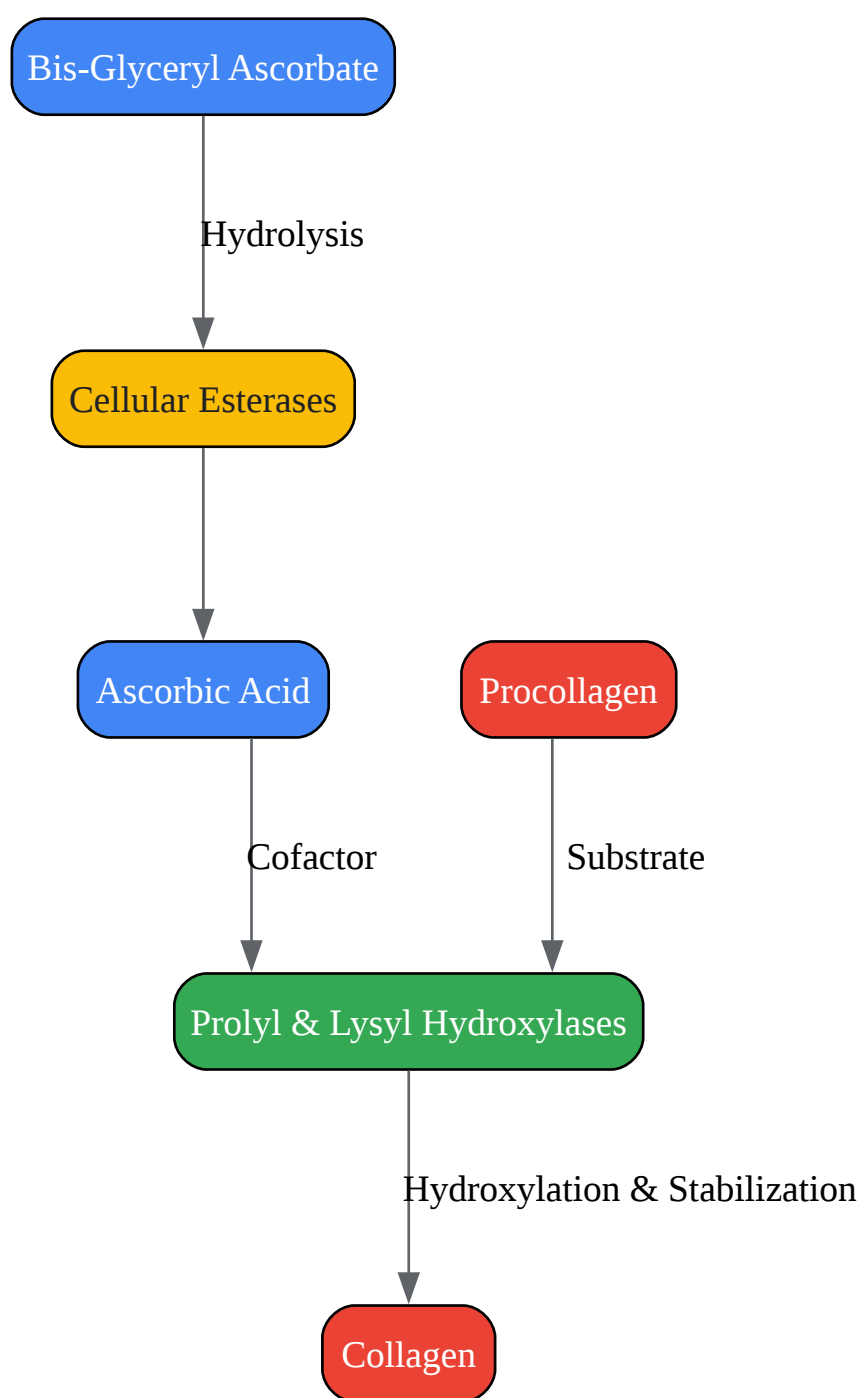 Bis-Glyceryl Ascorbate
Hydrolysis
Cellular Esterases
Ascorbic Acid
Procollagen
Cofactor
Substrate
Prolyl & Lysyl Hydroxylases
Hydroxylation & Stabilization
Collagen